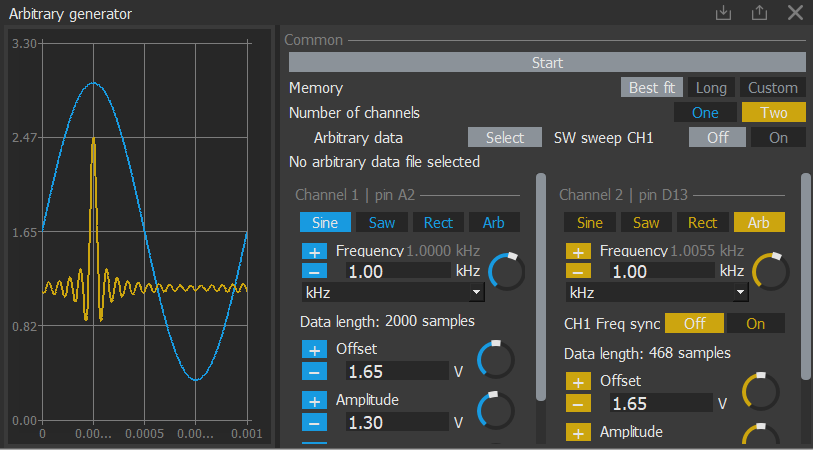 Arbitrary generator
3.30
2.47
1.65
0.82
0.00
0 0.00... 0.0005 0.00... 0.001
Common
Start
Memory Best fit Long Custom
Number of channels One Two
Arbitrary data Select SW sweep CH1 Off On
No arbitrary data file selected
Channel 1 | pin A2
Sine Saw Rect Arb
+ Frequency 1.0000 kHz
− 1.00 kHz
kHz
Data length: 2000 samples
+ Offset
− 1.65 V
+ Amplitude
− 1.30 V
Channel 2 | pin D13
Sine Saw Rect Arb
+ Frequency 1.0055 kHz
− 1.00 kHz
kHz
CH1 Freq sync Off On
Data length: 468 samples
+ Offset
− 1.65 V
+ Amplitude